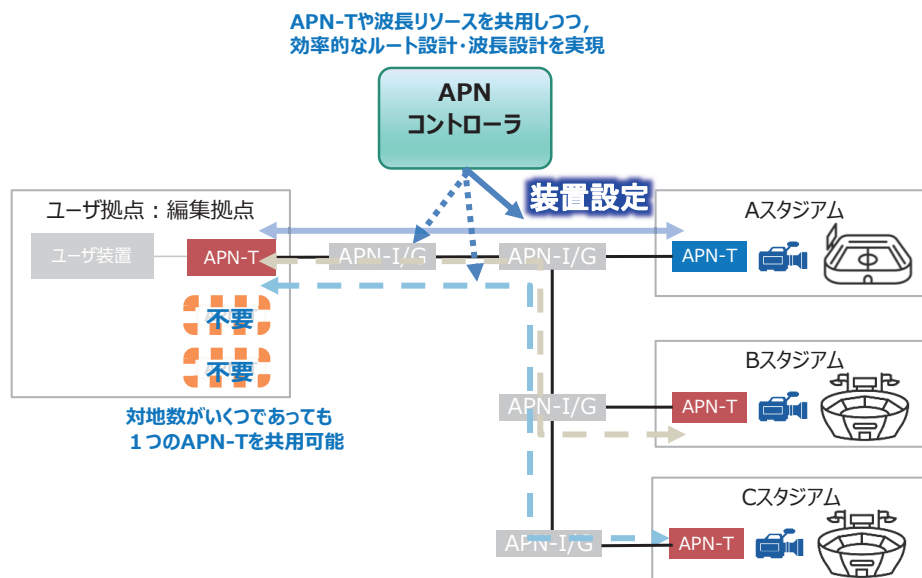 APN-Tや波長リソースを共用しつつ,
効率的なルート設計・波長設計を実現
APN
コントローラ
装置設定
ユーザ拠点：編集拠点
ユーザ装置
APN-T
不要
不要
対地数がいくつであっても
１つのAPN-Tを共用可能
APN-I/G
APN-I/G
APN-I/G
APN-I/G
Aスタジアム
APN-T
Bスタジアム
APN-T
Cスタジアム
APN-T